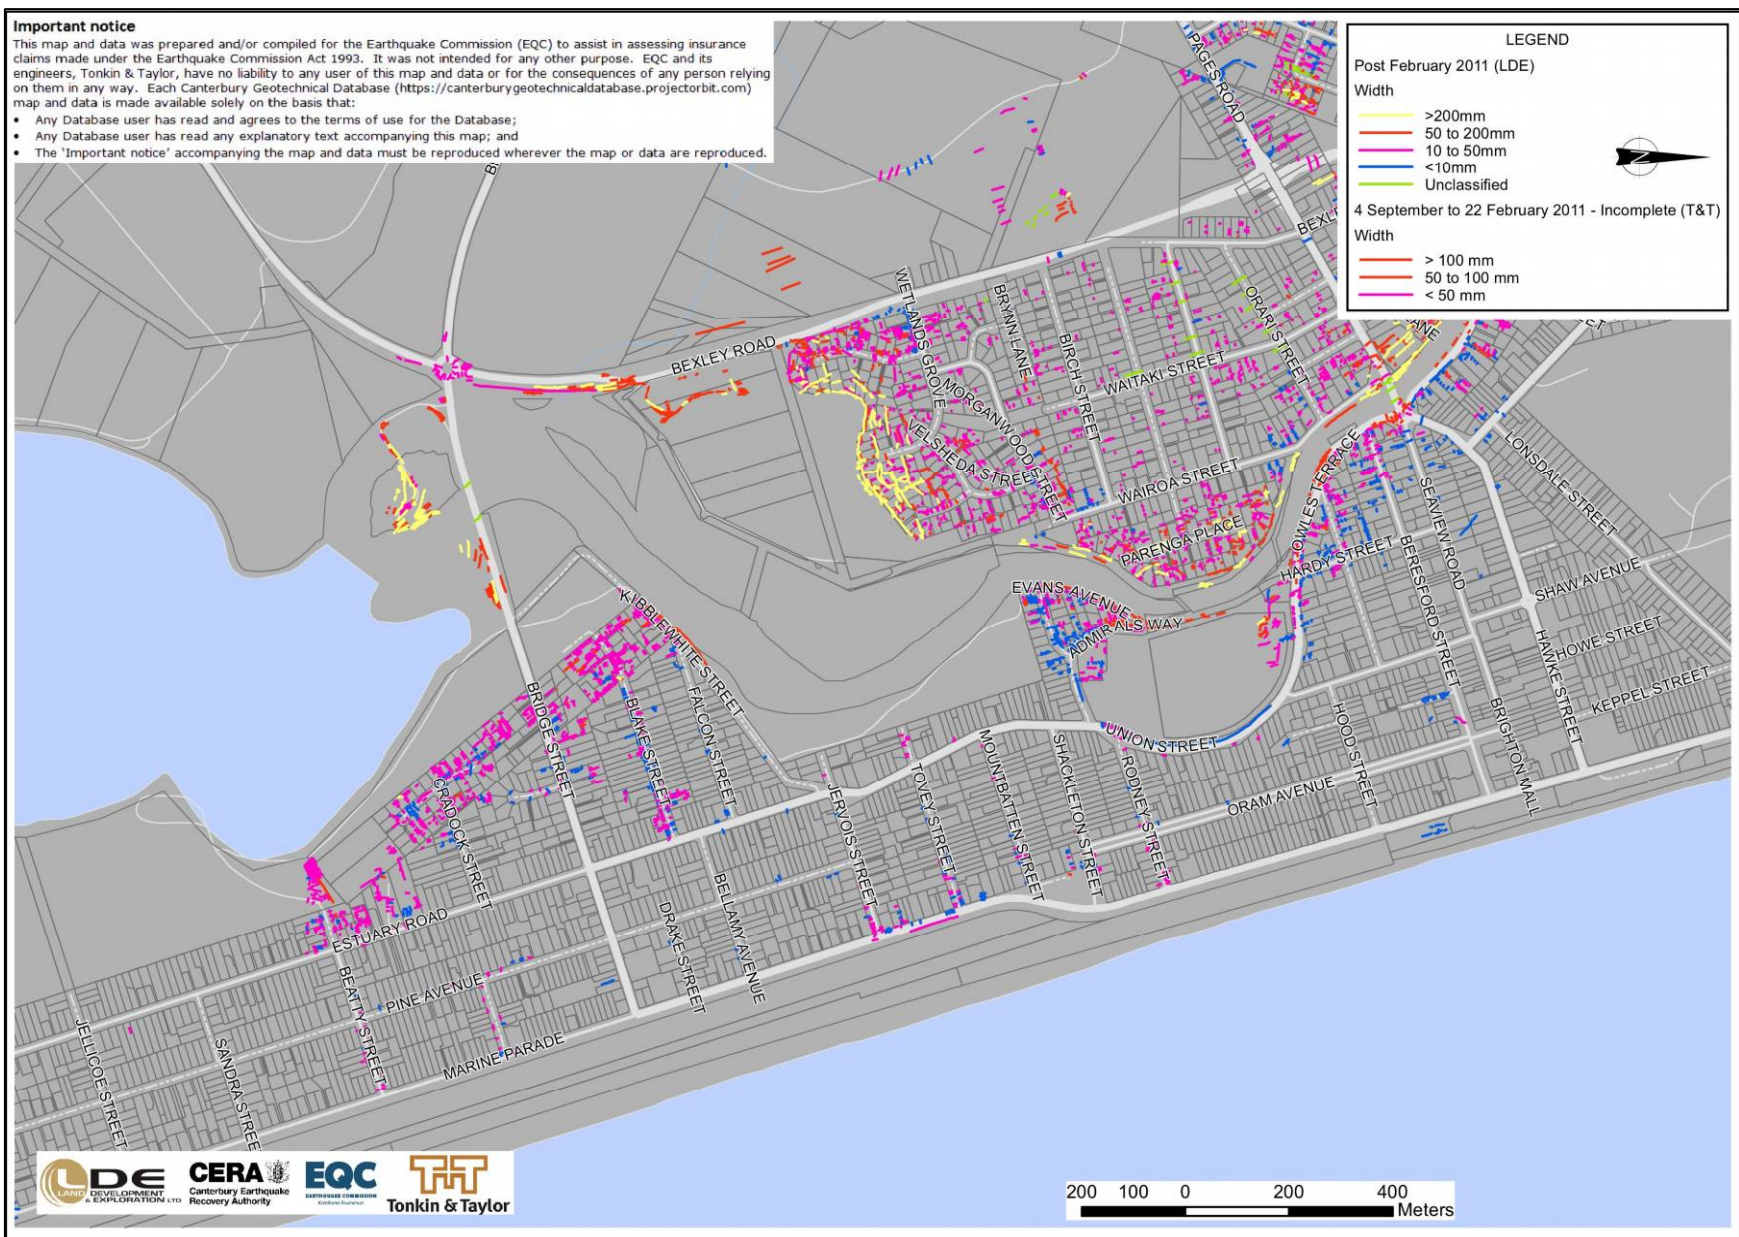 Important notice
This map and data was prepared and/or compiled for the Earthquake Commission (EQC) to assist in assessing insurance
claims made under the Earthquake Commission Act 1993. It was not intended for any other purpose. EQC and its
engineers, Tonkin & Taylor, have no liability to any user of this map and data or for the consequences of any person relying
on them in any way. Each Canterbury Geotechnical Database (https://canterburygeotechnicaldatabase.projectorbit.com)
map and data is made available solely on the basis that:
• Any Database user has read and agrees to the terms of use for the Database;
• Any Database user has read any explanatory text accompanying this map; and
• The 'Important notice' accompanying the map and data must be reproduced wherever the map or data are reproduced.
LEGEND
Post February 2011 (LDE)
Width
>200mm
50 to 200mm
10 to 50mm
<10mm
Unclassified
4 September to 22 February 2011 - Incomplete (T&T)
Width
> 100 mm
50 to 100 mm
< 50 mm
N
PAGES ROAD
BEXL
LANE
EET
BEXLEY ROAD
WETLANDS GROVE
BRYNN LANE
BIRCH STREET
ORARI STREET
WAITAKI STREET
MORGANWOOD STREET
VELSHEDA STREET
WAIROA STREET
PARENGA PLACE
OWLES TERRACE
HARDY STREET
SEAVIEW ROAD
BERESFORD STREET
LONSDALE STREET
SHAW AVENUE
HOWE STREET
HAWKE STREET
KEPPEL STREET
EVANS AVENUE
ADMIRALS WAY
KIBBLEWHITE STREET
BRIDGE STREET
BLAKE STREET
FALCON STREET
UNION STREET
HOOD STREET
BRIGHTON MALL
ORAM AVENUE
CRADOCK STREET
JERVOIS STREET
TOVEY STREET
MOUNTBATTEN STREET
SHACKLETON STREET
RODNEY STREET
ESTUARY ROAD
BELLAMY AVENUE
DRAKE STREET
PINE AVENUE
BEATTY STREET
MARINE PARADE
JELLICOE STREET
SANDRA STREE
LDE
LAND DEVELOPMENT
& EXPLORATION LTD
CERA
Canterbury Earthquake
Recovery Authority
EQC
EARTHQUAKE COMMISSION
T+T
Tonkin & Taylor
200 100 0 200 400
Meters